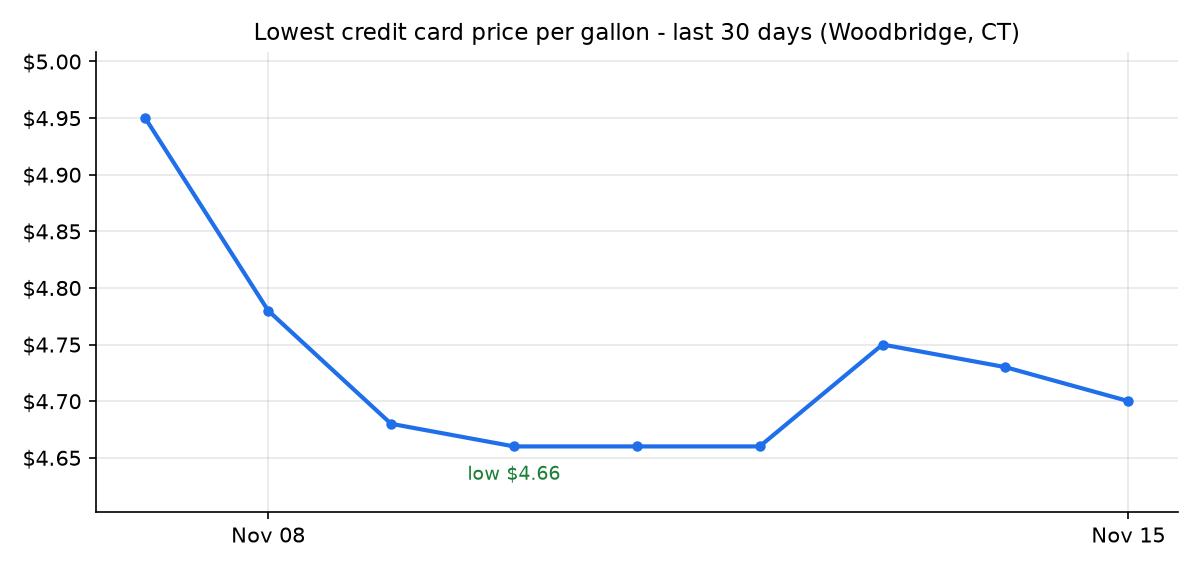 Lowest credit card price per gallon - last 30 days (Woodbridge, CT)
$5.00
$4.95
$4.90
$4.85
$4.80
$4.75
$4.70
$4.65
low $4.66
Nov 08
Nov 15